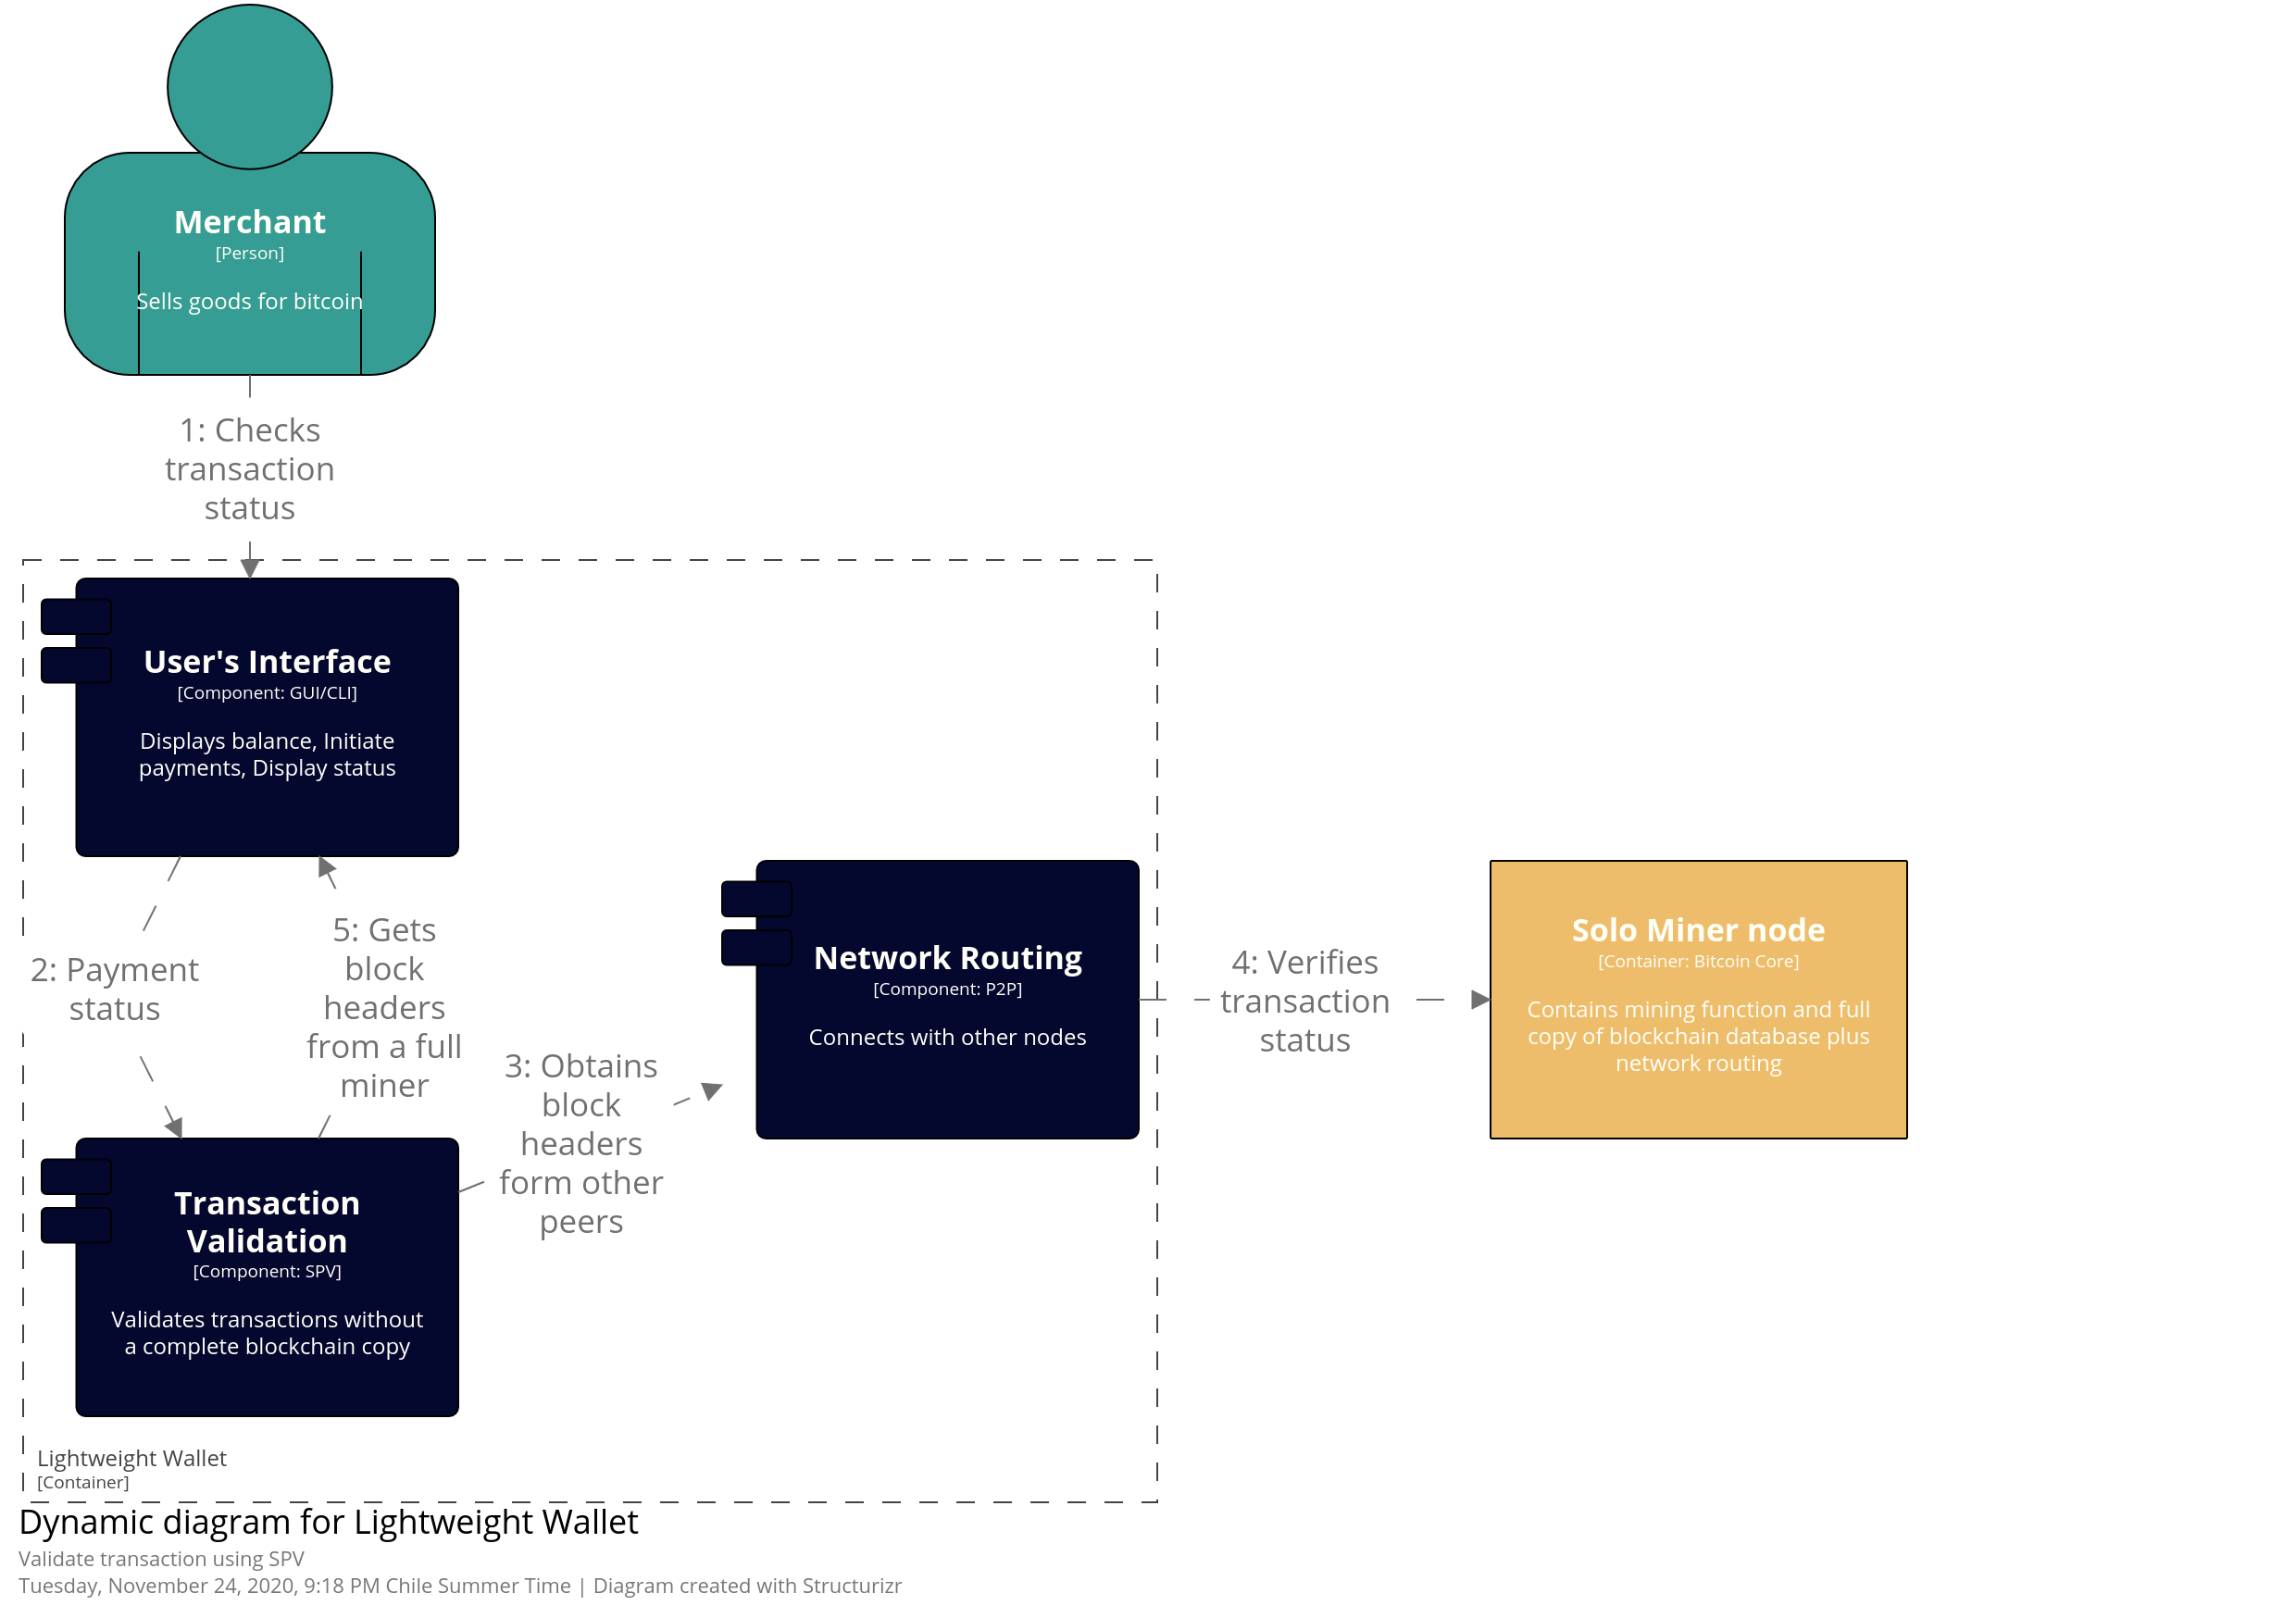 Merchant
[Person]
Sells goods for bitcoin
1: Checks
transaction
status
User's Interface
[Component: GUI/CLI]
Displays balance, Initiate
payments, Display status
2: Payment
status
5: Gets
block
headers
from a full
miner
3: Obtains
block
headers
form other
peers
Network Routing
[Component: P2P]
Connects with other nodes
4: Verifies
transaction
status
Solo Miner node
[Container: Bitcoin Core]
Contains mining function and full
copy of blockchain database plus
network routing
Transaction
Validation
[Component: SPV]
Validates transactions without
a complete blockchain copy
Lightweight Wallet
[Container]
Dynamic diagram for Lightweight Wallet
Validate transaction using SPV
Tuesday, November 24, 2020, 9:18 PM Chile Summer Time | Diagram created with Structurizr